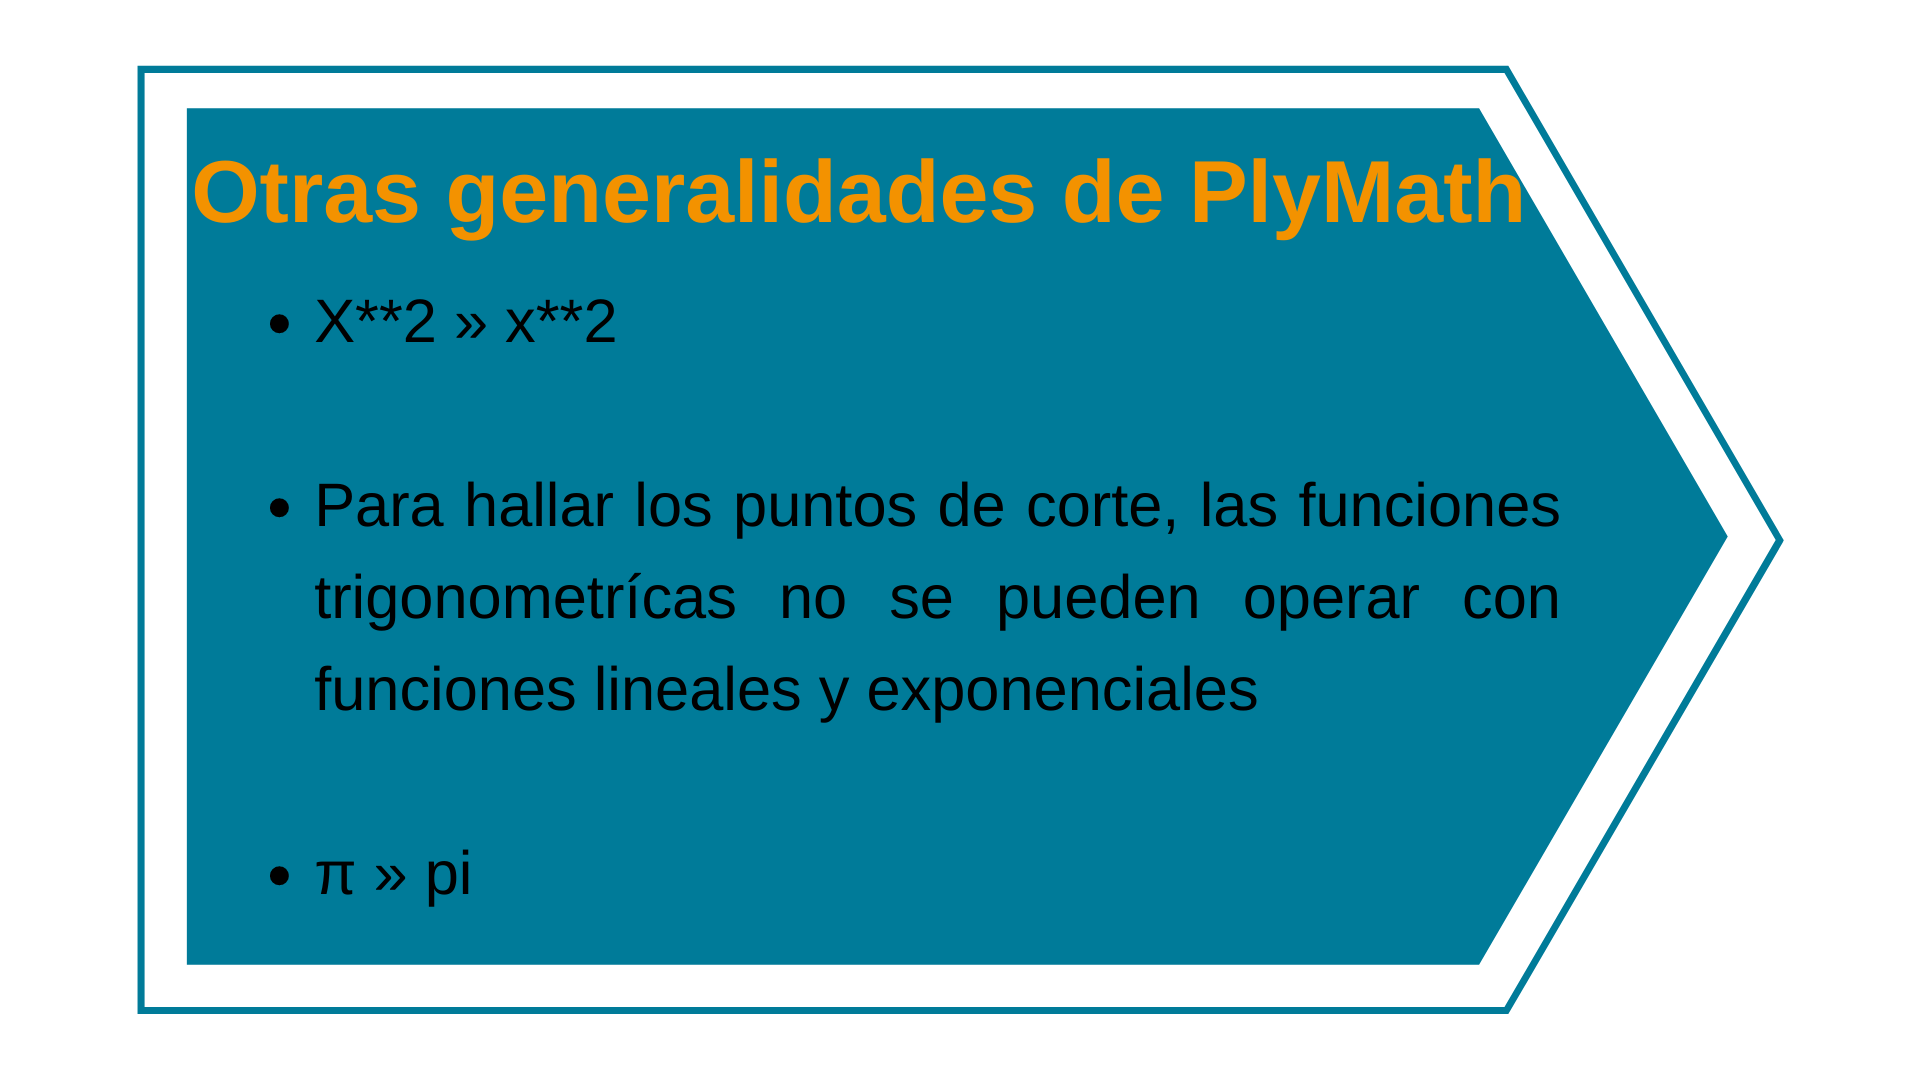 Otras generalidades de PlyMath
• X**2 » x**2
• Para hallar los puntos de corte, las funciones
trigonometrícas no se pueden operar con
funciones lineales y exponenciales
• π » pi